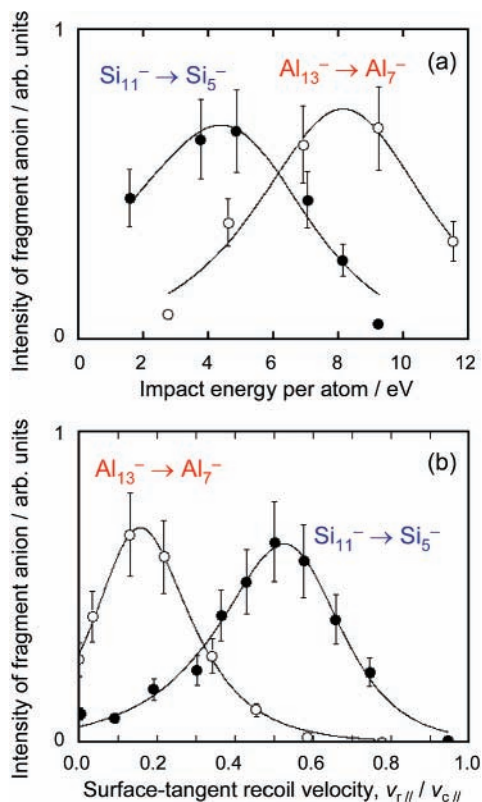 1
(a)
Si₁₁⁻ → Si₅⁻
Al₁₃⁻ → Al₇⁻
Intensity of fragment anoin / arb. units
0
0 2 4 6 8 10 12
Impact energy per atom / eV
1
(b)
Al₁₃⁻ → Al₇⁻
Si₁₁⁻ → Si₅⁻
Intensity of fragment anion / arb. units
0
0.0 0.2 0.4 0.6 0.8 1.0
Surface-tangent recoil velocity, v_r// / v_c//